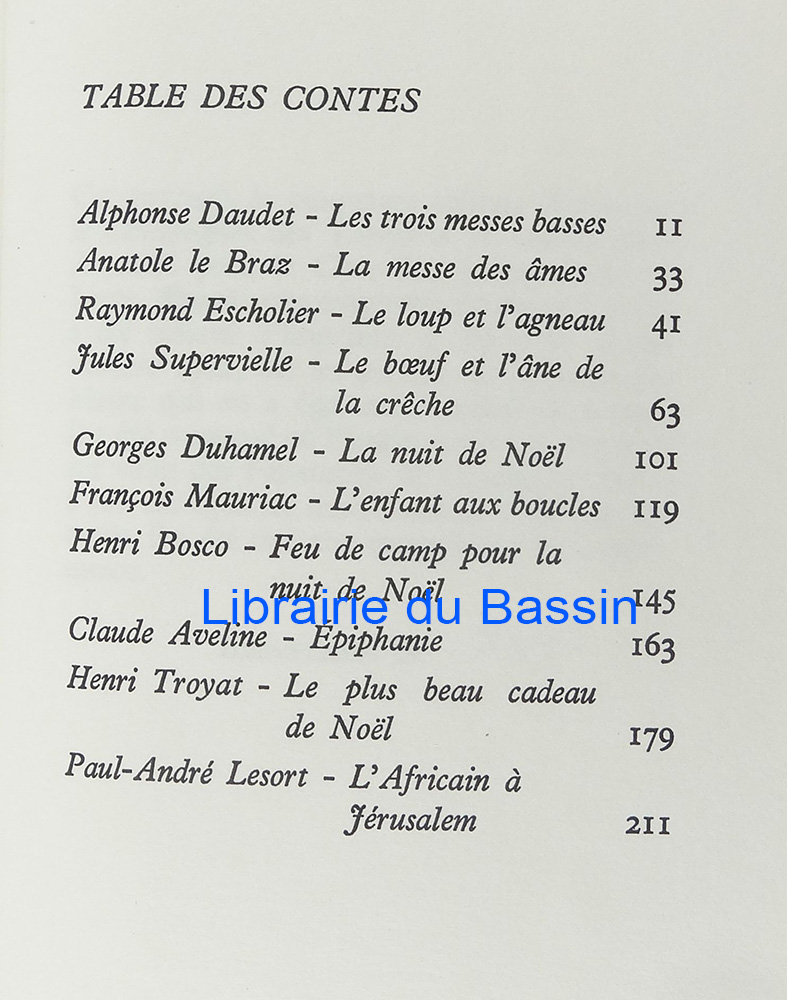 TABLE DES CONTES
Alphonse Daudet - Les trois messes basses 11
Anatole le Braz - La messe des âmes 33
Raymond Escholier - Le loup et l'agneau 41
Jules Supervielle - Le bœuf et l'âne de
la crêche 63
Georges Duhamel - La nuit de Noël 101
François Mauriac - L'enfant aux boucles 119
Henri Bosco - Feu de camp pour la
nuit de Noël 145
Librairie du Bassin
Claude Aveline - Épiphanie 163
Henri Troyat - Le plus beau cadeau
de Noël 179
Paul-André Lesort - L'Africain à
Jérusalem 211